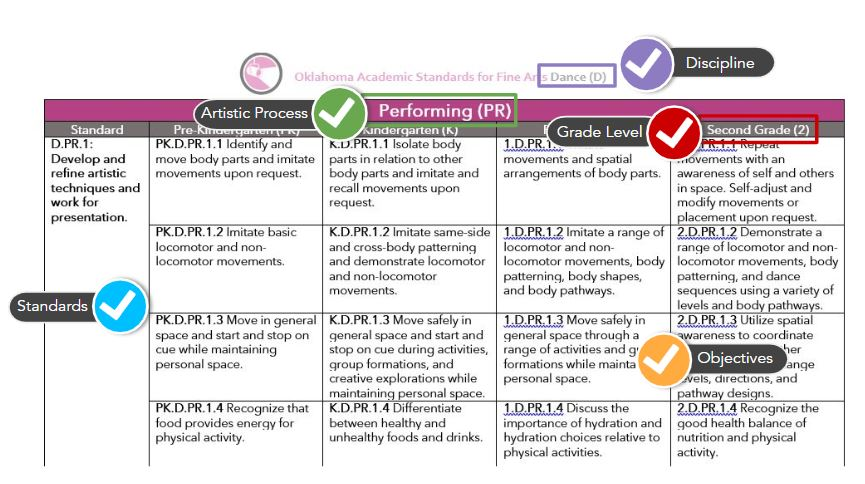 Discipline
Oklahoma Academic Standards for Fine Arts Dance (D)
Artistic Process
Performing (PR)
Grade Level
Standard
Pre-Kindergarten (PK)
Kindergarten (K)
Second Grade (2)
D.PR.1:
Develop and
refine artistic
techniques and
work for
presentation.
PK.D.PR.1.1 Identify and
move body parts and imitate
movements upon request.
K.D.PR.1.1 Isolate body
parts in relation to other
body parts and imitate and
recall movements upon
request.
movements and spatial
arrangements of body parts.
Repeat
movements with an
awareness of self and others
in space. Self-adjust and
modify movements or
placement upon request.
PK.D.PR.1.2 Imitate basic
locomotor and non-
locomotor movements.
K.D.PR.1.2 Imitate same-side
and cross-body patterning
and demonstrate locomotor
and non-locomotor
movements.
1.D.PR.1.2 Imitate a range of
locomotor and non-
locomotor movements, body
patterning, body shapes,
and body pathways.
2.D.PR.1.2 Demonstrate a
range of locomotor and non-
locomotor movements, body
patterning, and dance
sequences using a variety of
levels and body pathways.
Standards
PK.D.PR.1.3 Move in general
space and start and stop on
cue while maintaining
personal space.
K.D.PR.1.3 Move safely in
general space and start and
stop on cue during activities,
group formations, and
creative explorations while
maintaining personal space.
1.D.PR.1.3 Move safely in
general space through a
range of activities and
formations while
personal space.
2.D.PR.1.3 Utilize spatial
awareness to coordinate
Objectives
levels, directions, and
pathway designs.
PK.D.PR.1.4 Recognize that
food provides energy for
physical activity.
K.D.PR.1.4 Differentiate
between healthy and
unhealthy foods and drinks.
1.D.PR.1.4 Discuss the
importance of hydration and
hydration choices relative to
physical activities.
2.D.PR.1.4 Recognize the
good health balance of
nutrition and physical
activity.